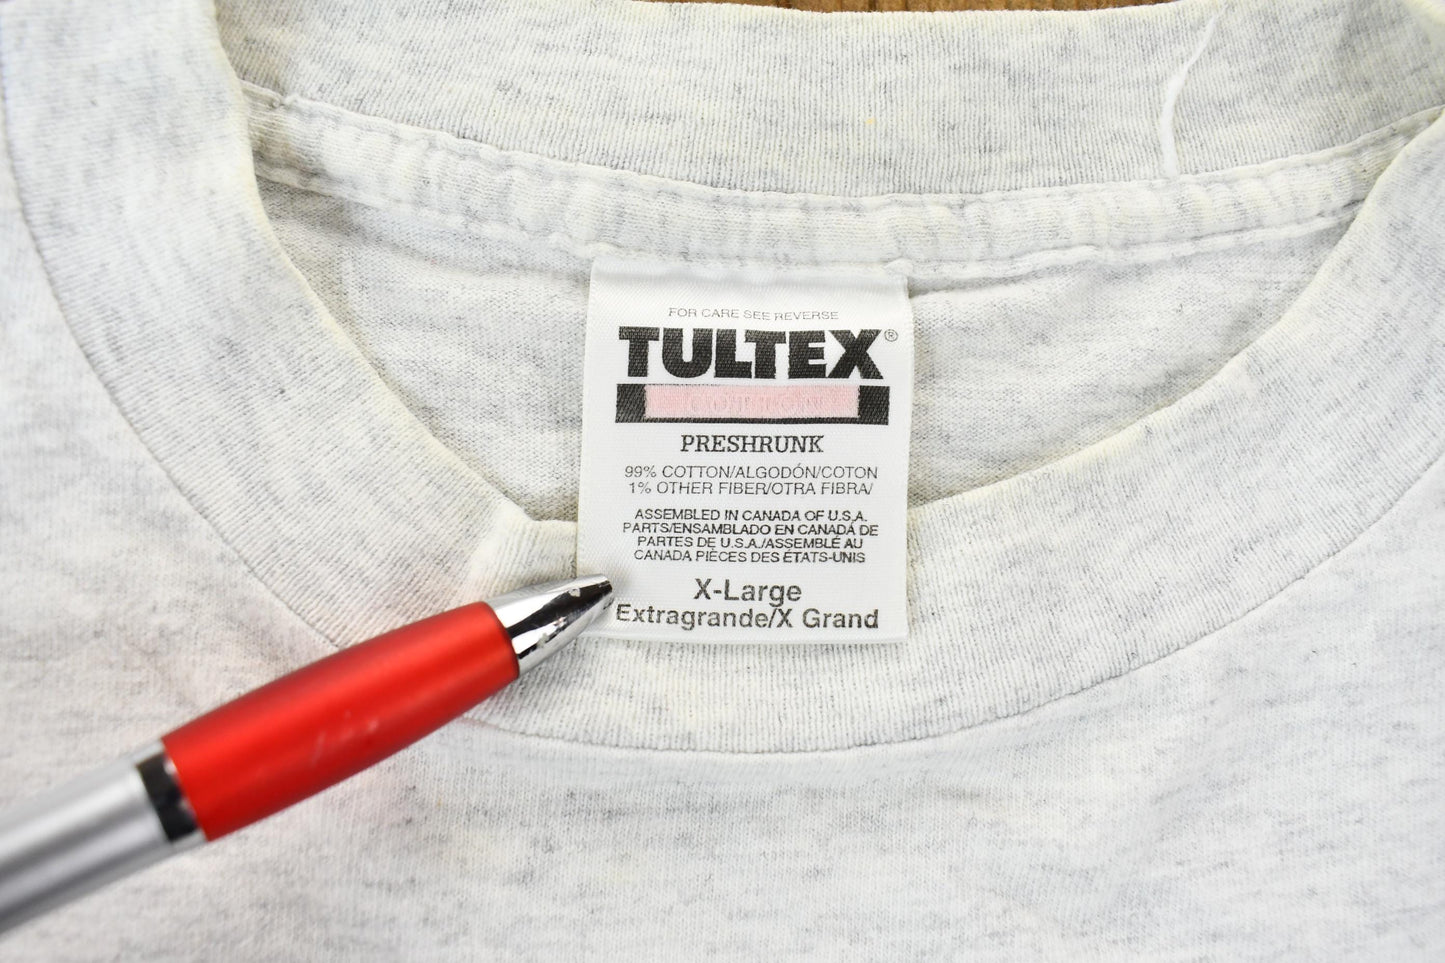 FOR CARE SEE REVERSE
TULTEX®
PRESHRUNK
99% COTTON/ALGODÓN/COTON
1% OTHER FIBER/OTRA FIBRA/
ASSEMBLED IN CANADA OF U.S.A.
PARTS/ENSAMBLADO EN CANADÁ DE
PARTES DE U.S.A./ASSEMBLÉ AU
CANADA PIÈCES DES ÉTATS-UNIS
X-Large
Extragrande/X Grand